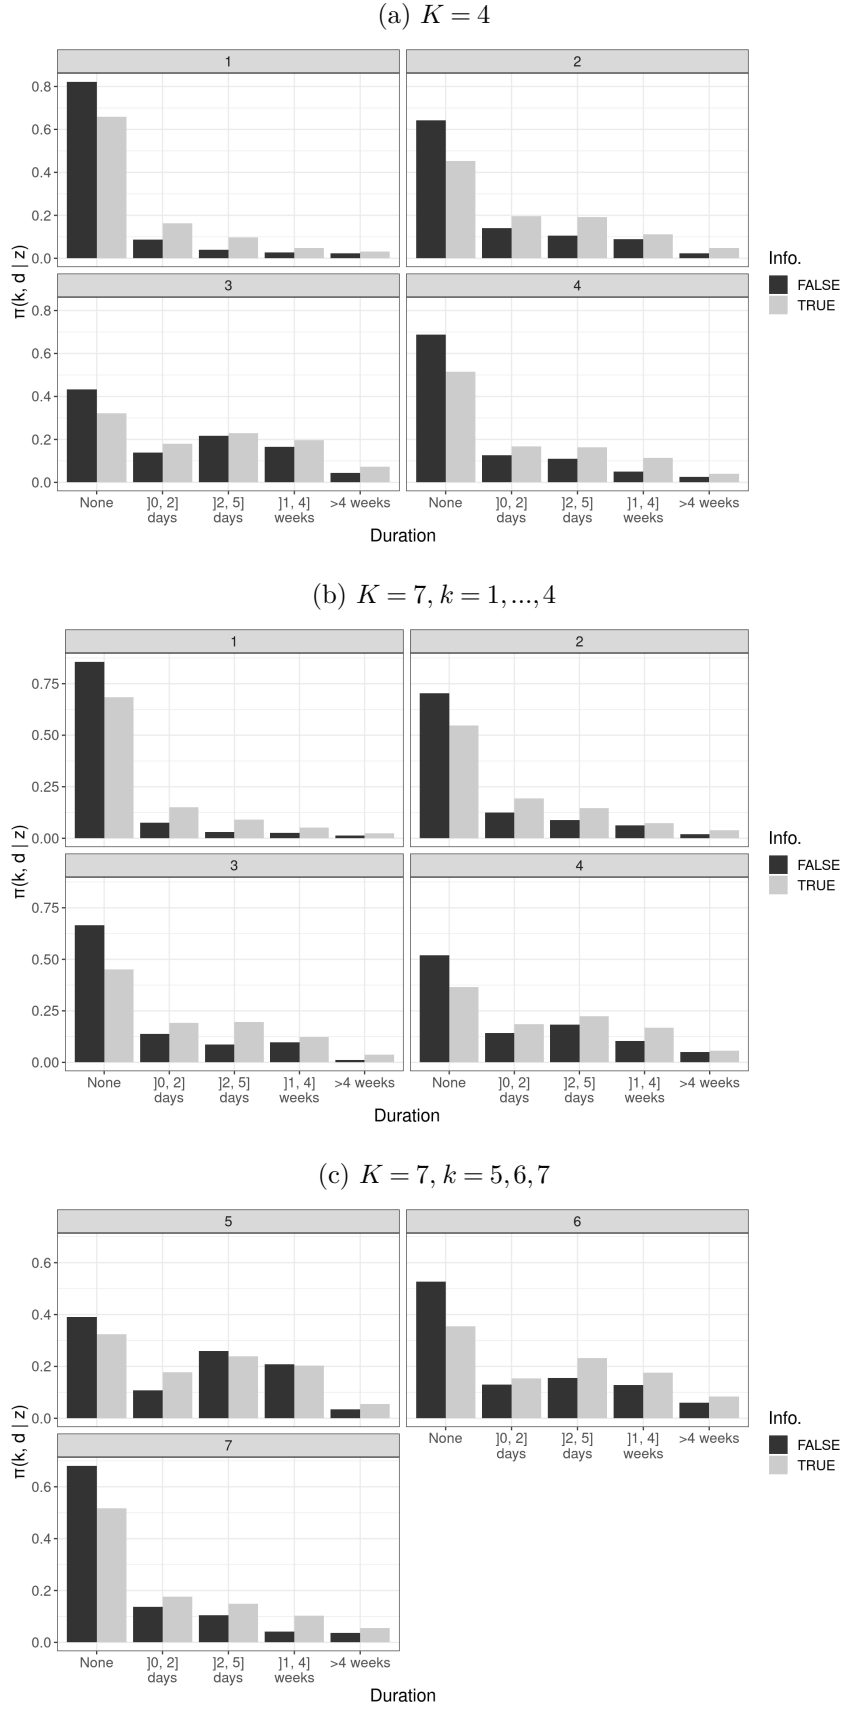 (a) K = 4
1
2
0.8
0.6
0.4
0.2
0.0
3
4
0.8
0.6
0.4
0.2
0.0
π(k, d | z)
None
]0, 2]
days
]2, 5]
days
]1, 4]
weeks
>4 weeks
None
]0, 2]
days
]2, 5]
days
]1, 4]
weeks
>4 weeks
Duration
Info.
FALSE
TRUE
(b) K = 7, k = 1, ..., 4
1
2
0.75
0.50
0.25
0.00
3
4
0.75
0.50
0.25
0.00
π(k, d | z)
None
]0, 2]
days
]2, 5]
days
]1, 4]
weeks
>4 weeks
None
]0, 2]
days
]2, 5]
days
]1, 4]
weeks
>4 weeks
Duration
Info.
FALSE
TRUE
(c) K = 7, k = 5, 6, 7
5
6
0.6
0.4
0.2
0.0
None
]0, 2]
days
]2, 5]
days
]1, 4]
weeks
>4 weeks
7
0.6
0.4
0.2
0.0
π(k, d | z)
None
]0, 2]
days
]2, 5]
days
]1, 4]
weeks
>4 weeks
Duration
Info.
FALSE
TRUE